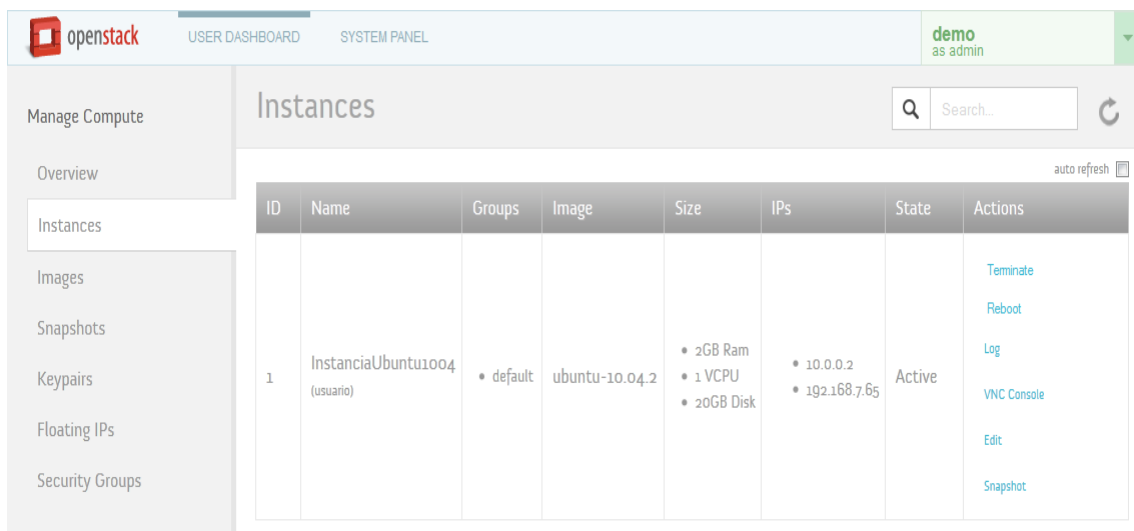 openstack
USER DASHBOARD
SYSTEM PANEL
demo
as admin
Manage Compute
Overview
Instances
Images
Snapshots
Keypairs
Floating IPs
Security Groups
Instances
Search...
auto refresh
ID Name Groups Image Size IPs State Actions
1
InstanciaUbuntu1004
(usuario)
• default
ubuntu-10.04.2
• 2GB Ram
• 1 VCPU
• 20GB Disk
• 10.0.0.2
• 192.168.7.65
Active
Terminate
Reboot
Log
VNC Console
Edit
Snapshot